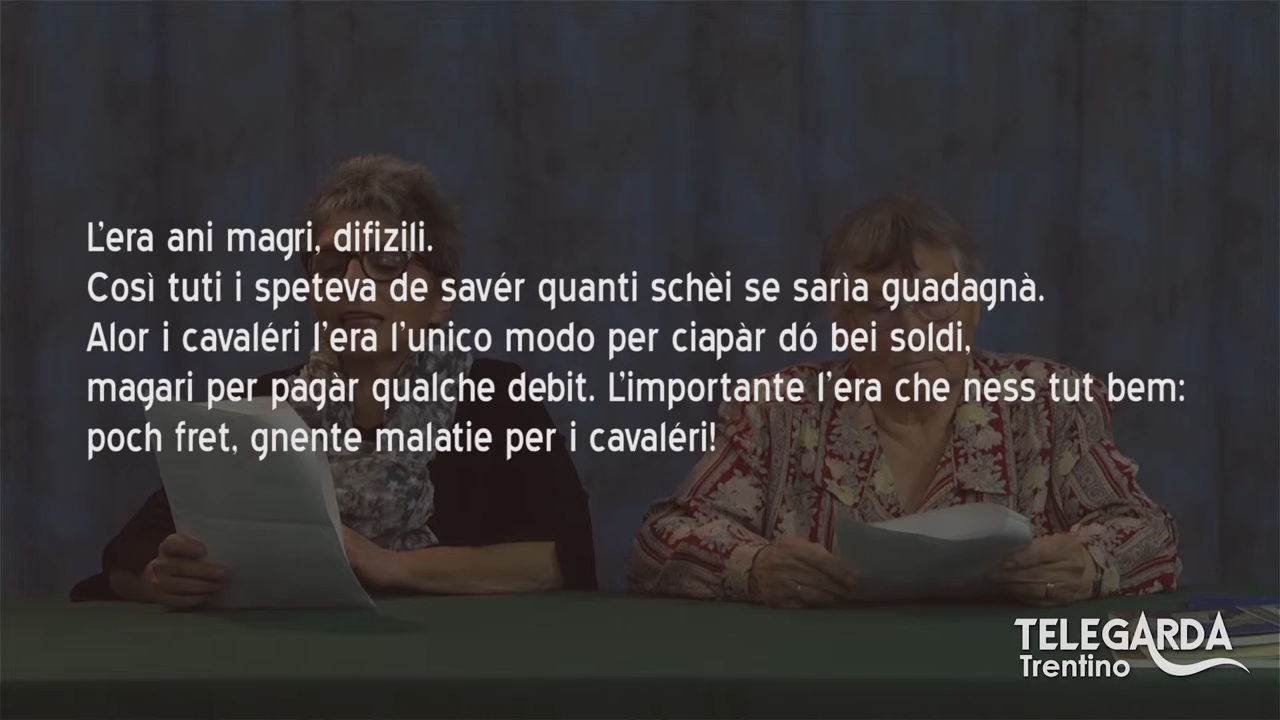 L'era ani magri, difizili.
Così tuti i speteva de savér quanti schèi se sarìa guadagnà.
Alor i cavaléri l'era l'unico modo per ciapàr dó bei soldi,
magari per pagàr qualche debit. L'importante l'era che ness tut bem:
poch fret, gnente malatie per i cavaléri!
TELEGARDA
Trentino